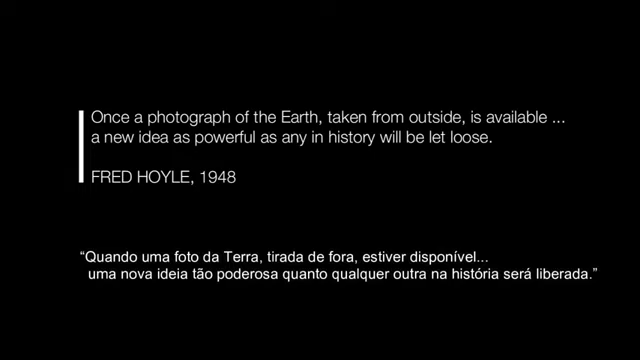 Once a photograph of the Earth, taken from outside, is available ...
a new idea as powerful as any in history will be let loose.
FRED HOYLE, 1948
“Quando uma foto da Terra, tirada de fora, estiver disponível...
uma nova ideia tão poderosa quanto qualquer outra na história será liberada.”